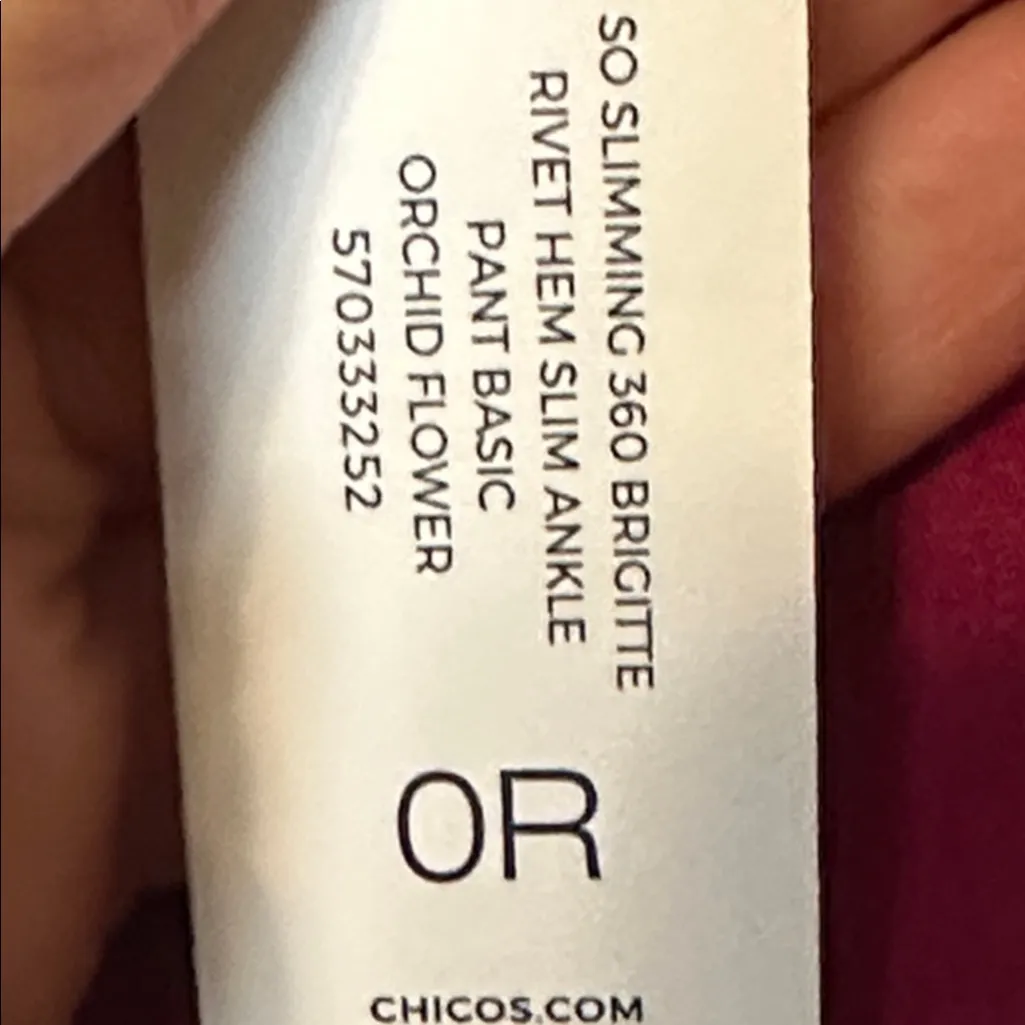 SO SLIMMING 360 BRIGITTE
RIVET HEM SLIM ANKLE
PANT BASIC
ORCHID FLOWER
570333252
OR
CHICOS.COM